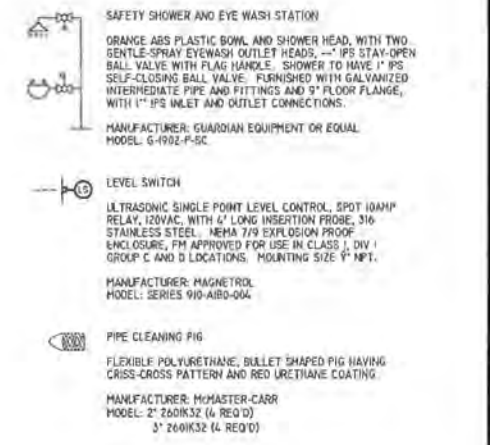 SAFETY SHOWER AND EYE WASH STATION
ORANGE ABS PLASTIC BOWL AND SHOWER HEAD, WITH TWO
GENTLE-SPRAY EYEWASH OUTLET HEADS, --" IPS STAY-OPEN
BALL VALVE WITH FLAG HANDLE. SHOWER TO HAVE 1" IPS
SELF-CLOSING BALL VALVE. FURNISHED WITH GALVANIZED
INTERMEDIATE PIPE AND FITTINGS AND 9" FLOOR FLANGE,
WITH IPS INLET AND OUTLET CONNECTIONS.
MANUFACTURER: GUARDIAN EQUIPMENT OR EQUAL
MODEL: G-1902-P-SC
LS
LEVEL SWITCH
ULTRASONIC SINGLE POINT LEVEL CONTROL, SPDT 10AMP
RELAY, 120VAC, WITH 4" LONG INSERTION PROBE, 316
STAINLESS STEEL. NEMA 7/9 EXPLOSION PROOF
ENCLOSURE, FM APPROVED FOR USE IN CLASS I, DIV I
GROUP C AND D LOCATIONS. MOUNTING SIZE NPT.
MANUFACTURER: MAGNETROL
MODEL: SERIES 910-A1B0-004
PIPE CLEANING PIG
FLEXIBLE POLYURETHANE, BULLET SHAPED PIG HAVING
CRISS-CROSS PATTERN AND RED URETHANE COATING
MANUFACTURER: McMASTER-CARR
MODEL: 2" 2601K32 (4 REQ'D)
3" 2601K32 (4 REQ'D)